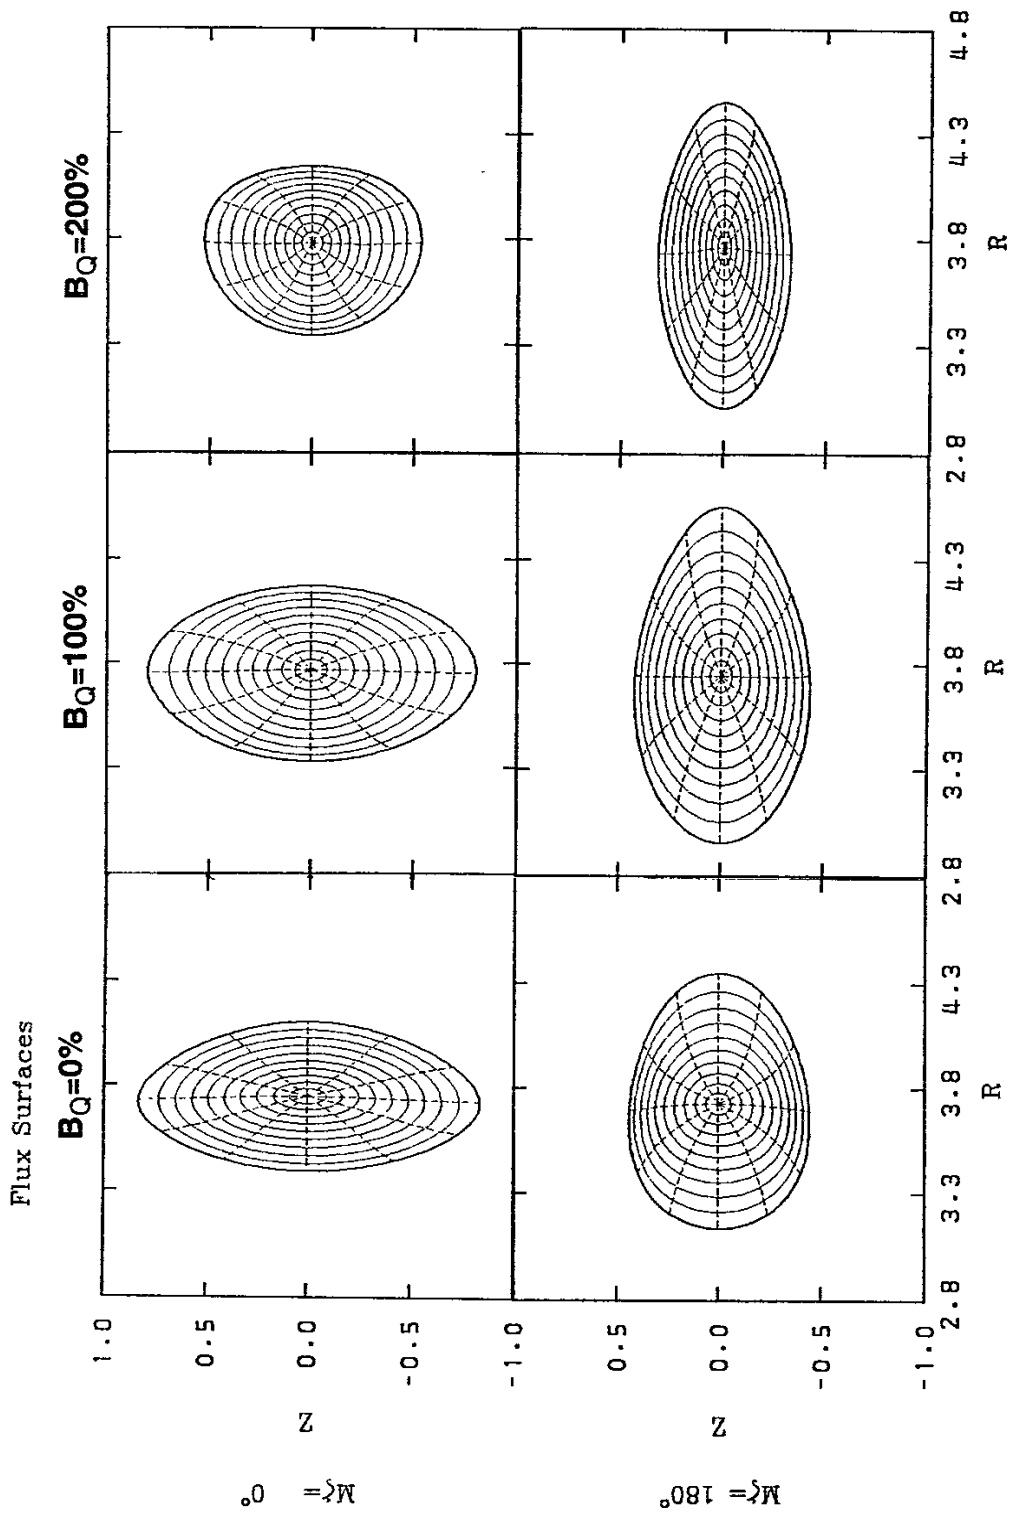 Flux Surfaces
B_Q=0%
B_Q=100%
B_Q=200%
Mζ= 0°
Z
1.0
0.5
0.0
-0.5
-1.0
Mζ= 180°
Z
0.5
0.0
-0.5
-1.0
2.8 3.3 3.8 4.3
2.8 3.3 3.8 4.3
2.8 3.3 3.8 4.3 4.8
R
R
R